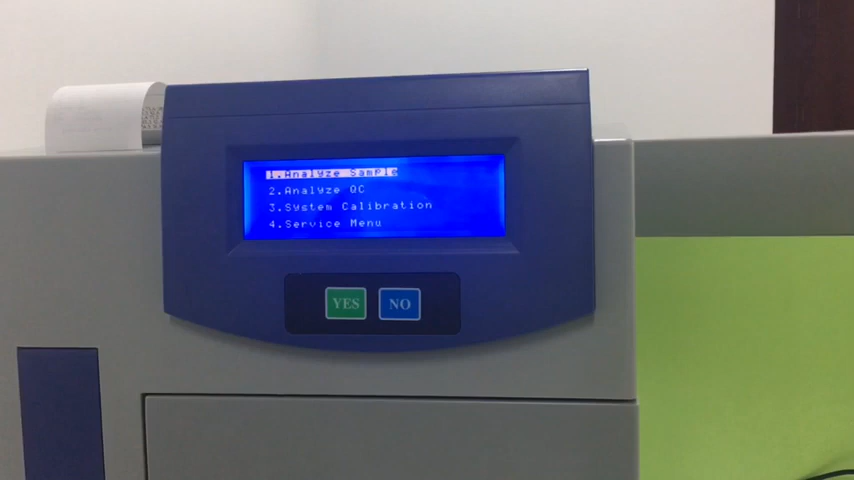 1.Analyze Sample
2.Analyze QC
3.System Calibration
4.Service Menu
YES NO